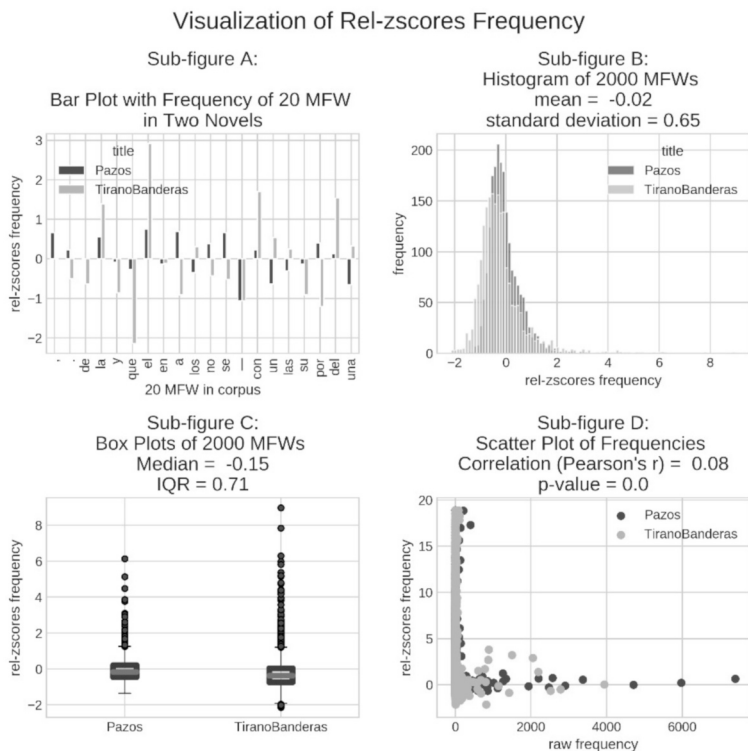 Visualization of Rel-zscores Frequency
Sub-figure A:
Bar Plot with Frequency of 20 MFW
in Two Novels
3
2
1
0
−1
−2
rel-zscores frequency
title
Pazos
TiranoBanderas
,
.
de
la
y
que
el
en
a
los
no
se
—
con
un
las
su
por
del
una
20 MFW in corpus
Sub-figure B:
Histogram of 2000 MFWs
mean = -0.02
standard deviation = 0.65
200
150
100
50
0
frequency
title
Pazos
TiranoBanderas
−2
0
2
4
6
8
rel-zscores frequency
Sub-figure C:
Box Plots of 2000 MFWs
Median = -0.15
IQR = 0.71
8
6
4
2
0
−2
rel-zscores frequency
Pazos
TiranoBanderas
Sub-figure D:
Scatter Plot of Frequencies
Correlation (Pearson's r) = 0.08
p-value = 0.0
20
15
10
5
0
rel-zscores frequency
Pazos
TiranoBanderas
0
2000
4000
6000
raw frequency